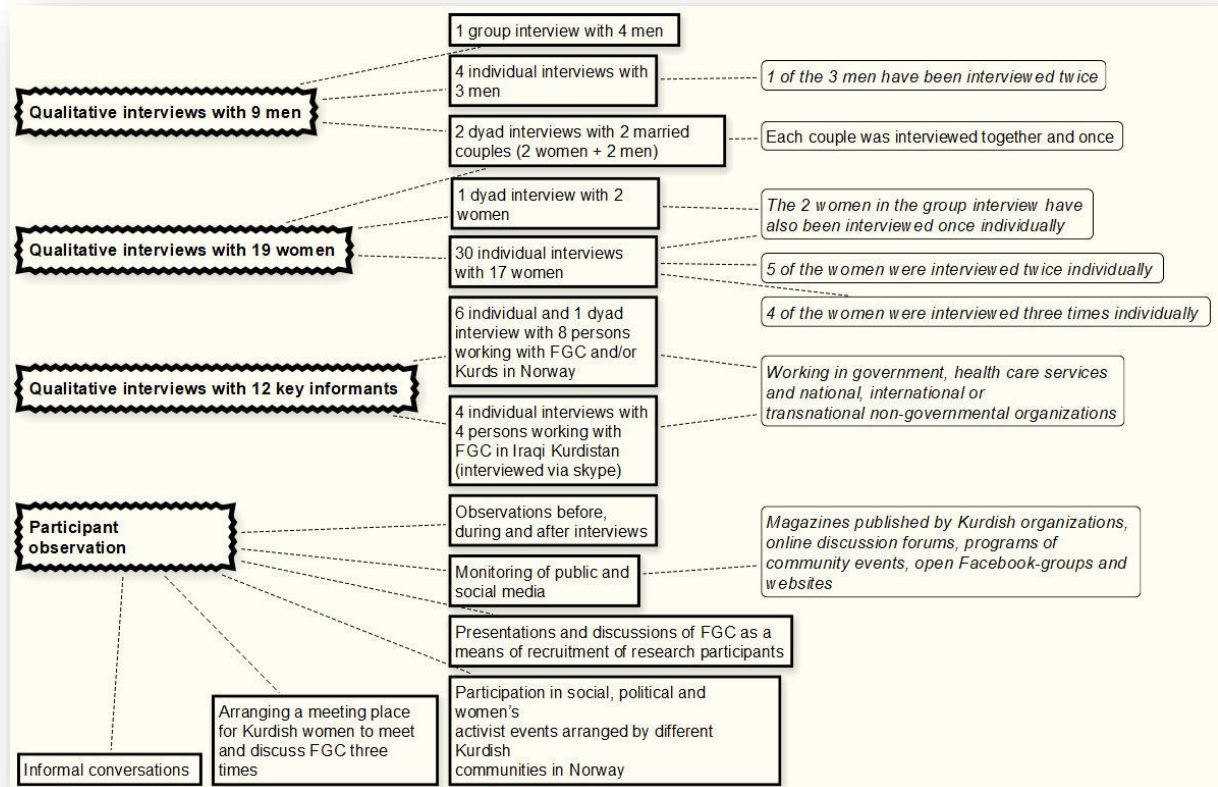 1 group interview with 4 men
4 individual interviews with
3 men
1 of the 3 men have been interviewed twice
Qualitative interviews with 9 men
2 dyad interviews with 2 married
couples (2 women + 2 men)
Each couple was interviewed together and once
1 dyad interview with 2
women
The 2 women in the group interview have
also been interviewed once individually
Qualitative interviews with 19 women
30 individual interviews
with 17 women
5 of the women were interviewed twice individually
4 of the women were interviewed three times individually
6 individual and 1 dyad
interview with 8 persons
working with FGC and/or
Kurds in Norway
Qualitative interviews with 12 key informants
Working in government, health care services
and national, international or
transnational non-governmental organizations
4 individual interviews with
4 persons working with
FGC in Iraqi Kurdistan
(interviewed via skype)
Participant
observation
Observations before,
during and after interviews
Magazines published by Kurdish organizations,
online discussion forums, programs of
community events, open Facebook-groups and
websites
Monitoring of public and
social media
Presentations and discussions of FGC as a
means of recruitment of research participants
Participation in social, political and
women's
activist events arranged by different
Kurdish
communities in Norway
Arranging a meeting place
for Kurdish women to meet
and discuss FGC three
times
Informal conversations